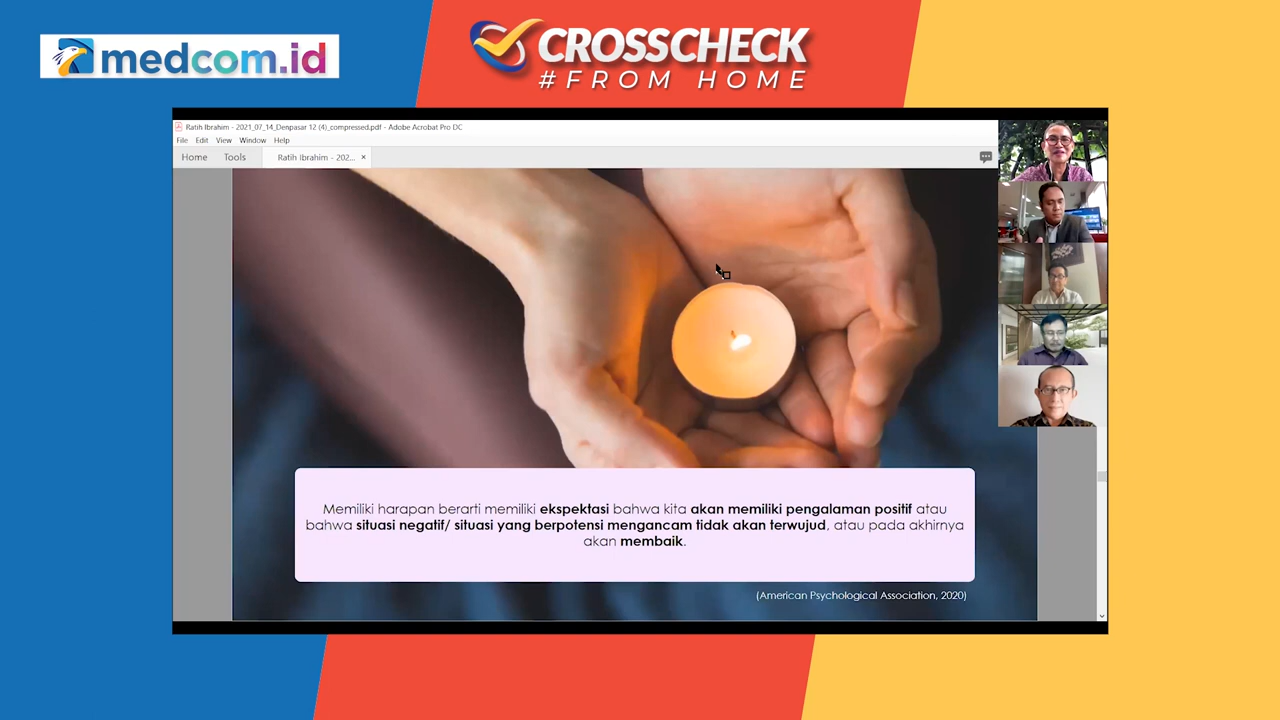 medcom.id
CROSSCHECK
#FROM HOME
Ratih Ibrahim - 2021_07_14_Denpasar 12 (4)_compressed.pdf - Adobe Acrobat Pro DC
File Edit View Window Help
Home Tools Ratih Ibrahim - 202... ×
Memiliki harapan berarti memiliki ekspektasi bahwa kita akan memiliki pengalaman positif atau
bahwa situasi negatif/ situasi yang berpotensi mengancam tidak akan terwujud, atau pada akhirnya
akan membaik.
(American Psychological Association, 2020)